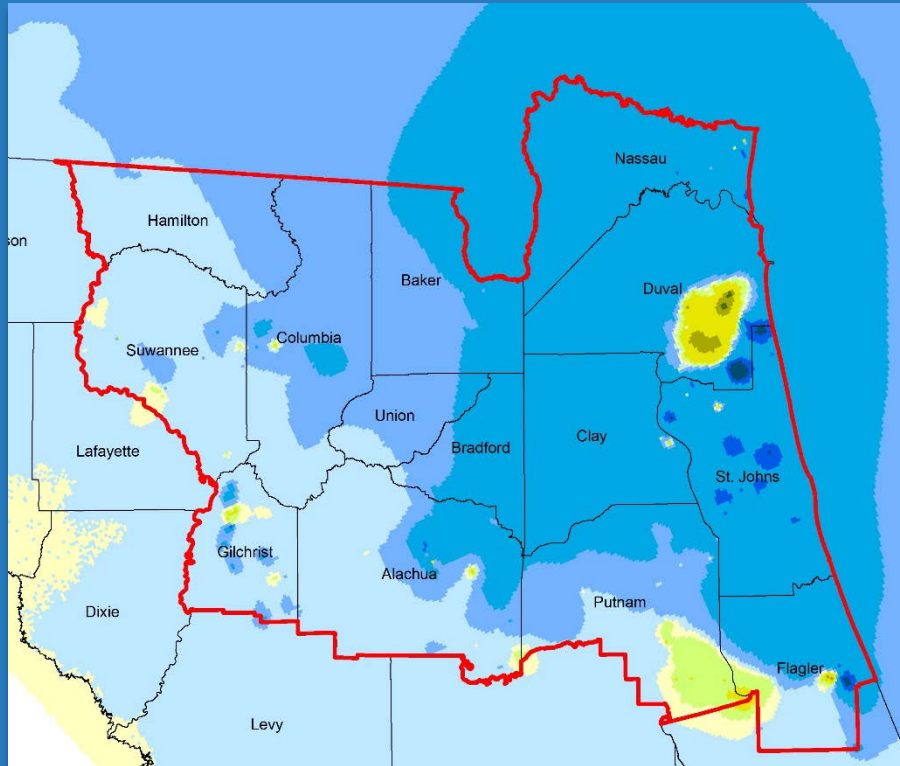 Nassau
Hamilton
son
Baker
Duval
Columbia
Suwannee
Union
Lafayette
Bradford
Clay
St. Johns
Gilchrist
Alachua
Dixie
Putnam
Flagler
Levy